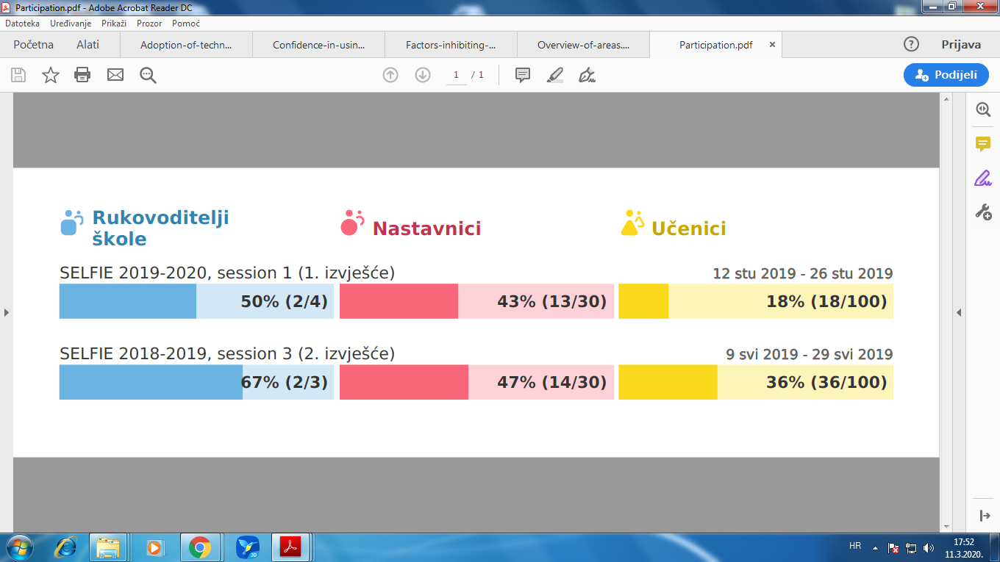 Participation.pdf - Adobe Acrobat Reader DC
Datoteka Uređivanje Prikaži Prozor Pomoć
Početna Alati Adoption-of-techn... Confidence-in-usin... Factors-inhibiting-... Overview-of-areas.... Participation.pdf × ? Prijava
1 / 1 Podijeli
Rukovoditelji škole
Nastavnici
Učenici
SELFIE 2019-2020, session 1 (1. izvješće) 12 stu 2019 - 26 stu 2019
50% (2/4) 43% (13/30) 18% (18/100)
SELFIE 2018-2019, session 3 (2. izvješće) 9 svi 2019 - 29 svi 2019
67% (2/3) 47% (14/30) 36% (36/100)
3D
HR 17:52
11.3.2020.